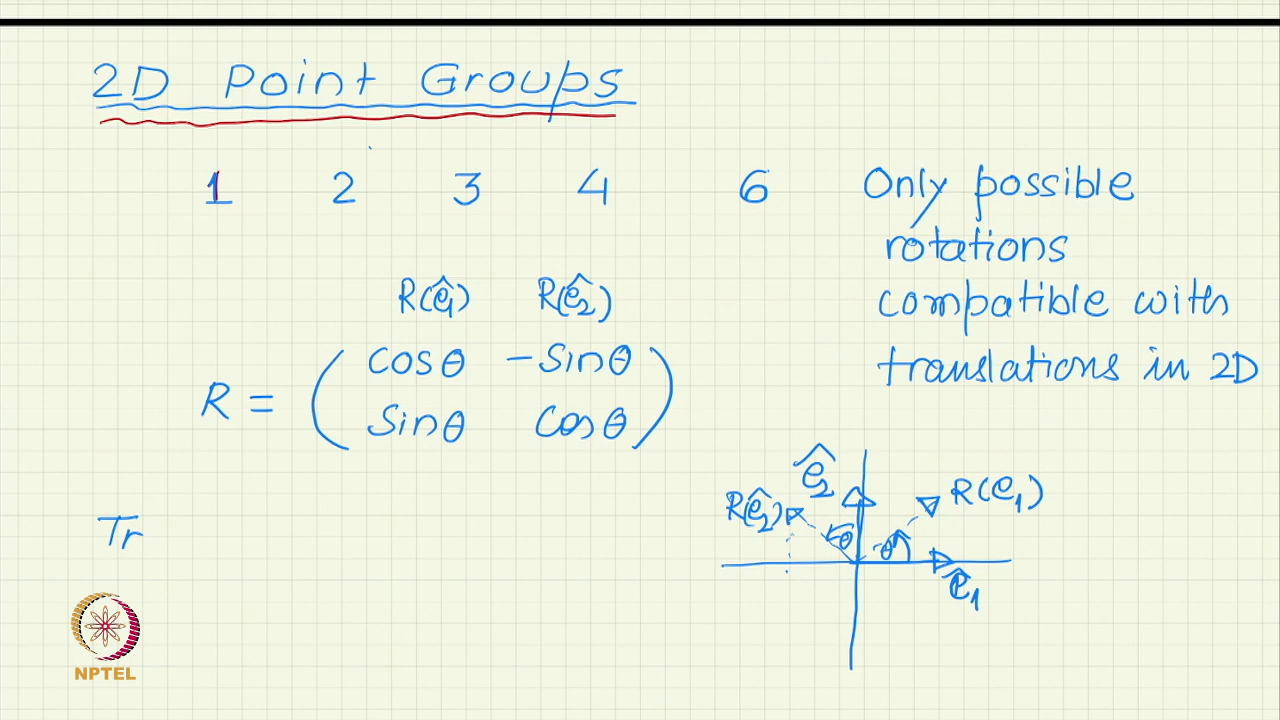 2D Point Groups
1 2 3 4 6 Only possible
rotations
compatible with
translations in 2D
R(ê1) R(ê2)
R = ( cosθ -sinθ
sinθ cosθ )
ê2
R(ê2) R(e1)
θ θ
ê1
Tr
NPTEL